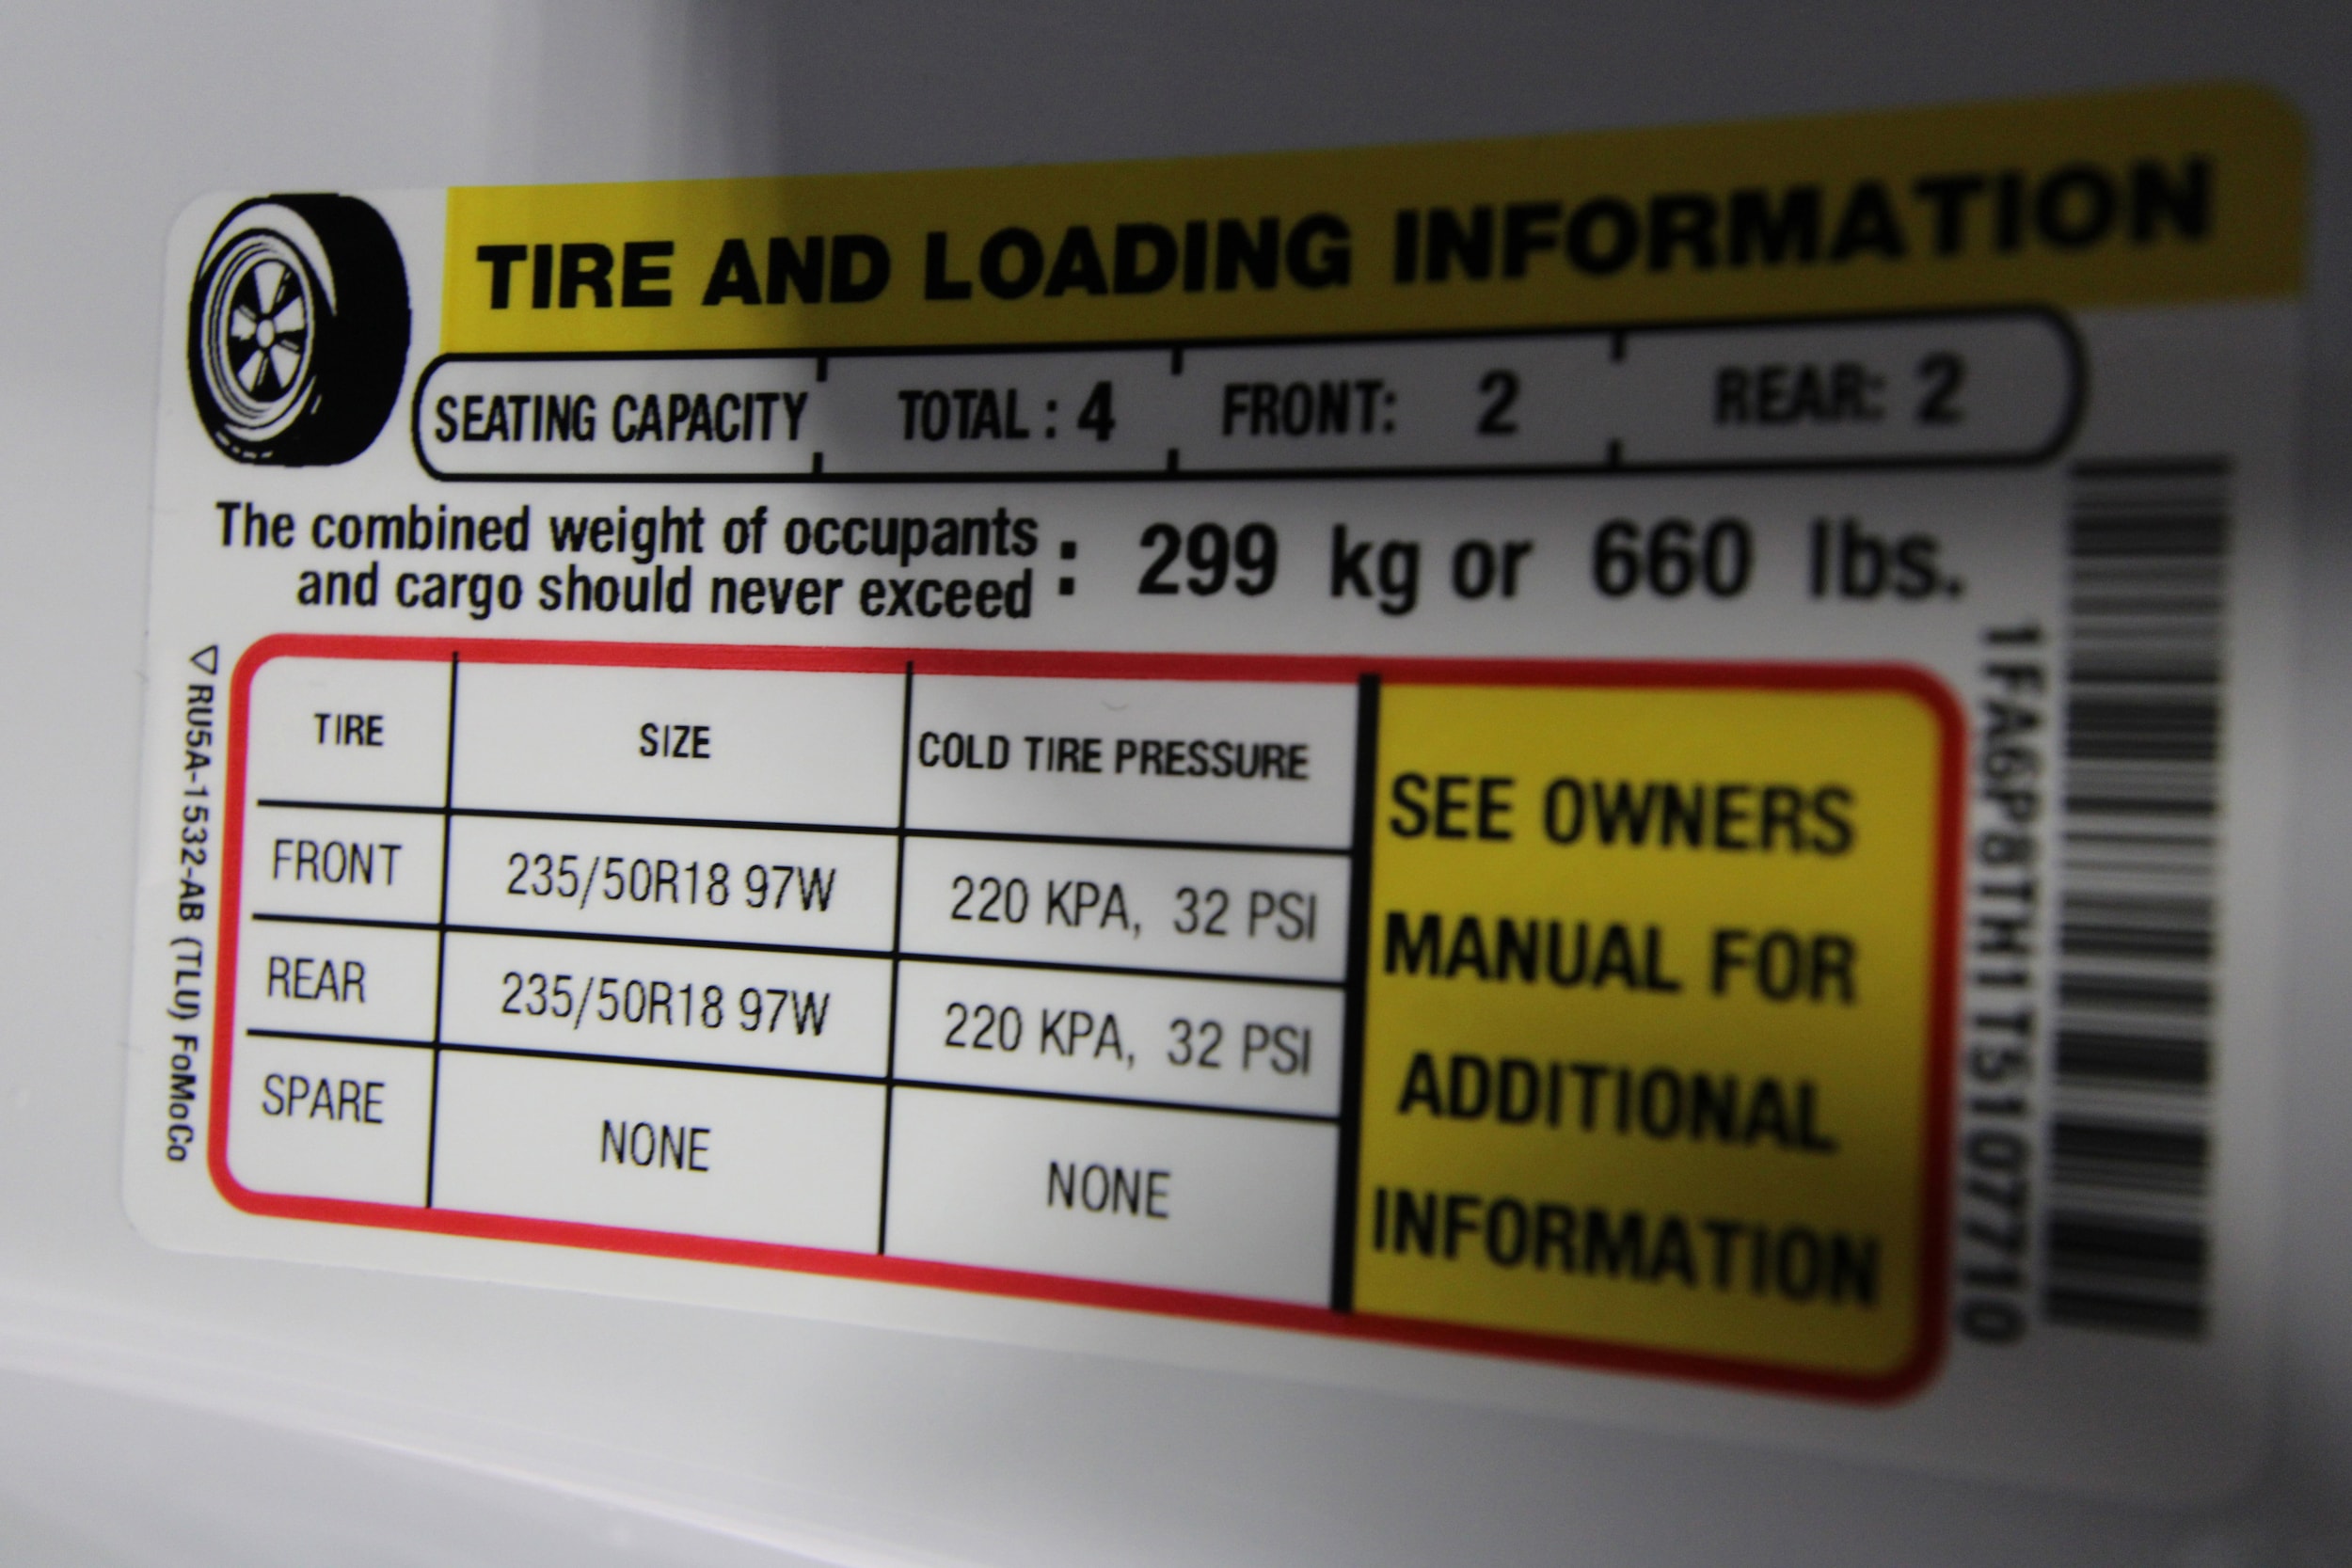 TIRE AND LOADING INFORMATION
SEATING CAPACITY TOTAL : 4 FRONT: 2 REAR: 2
The combined weight of occupants
and cargo should never exceed : 299 kg or 660 lbs.
TIRE SIZE COLD TIRE PRESSURE
FRONT 235/50R18 97W 220 KPA, 32 PSI
REAR 235/50R18 97W 220 KPA, 32 PSI
SPARE NONE NONE
SEE OWNERS
MANUAL FOR
ADDITIONAL
INFORMATION
RU5A-1532-AB (TLU) FoMoCo
1FA6P8TH1T5107710